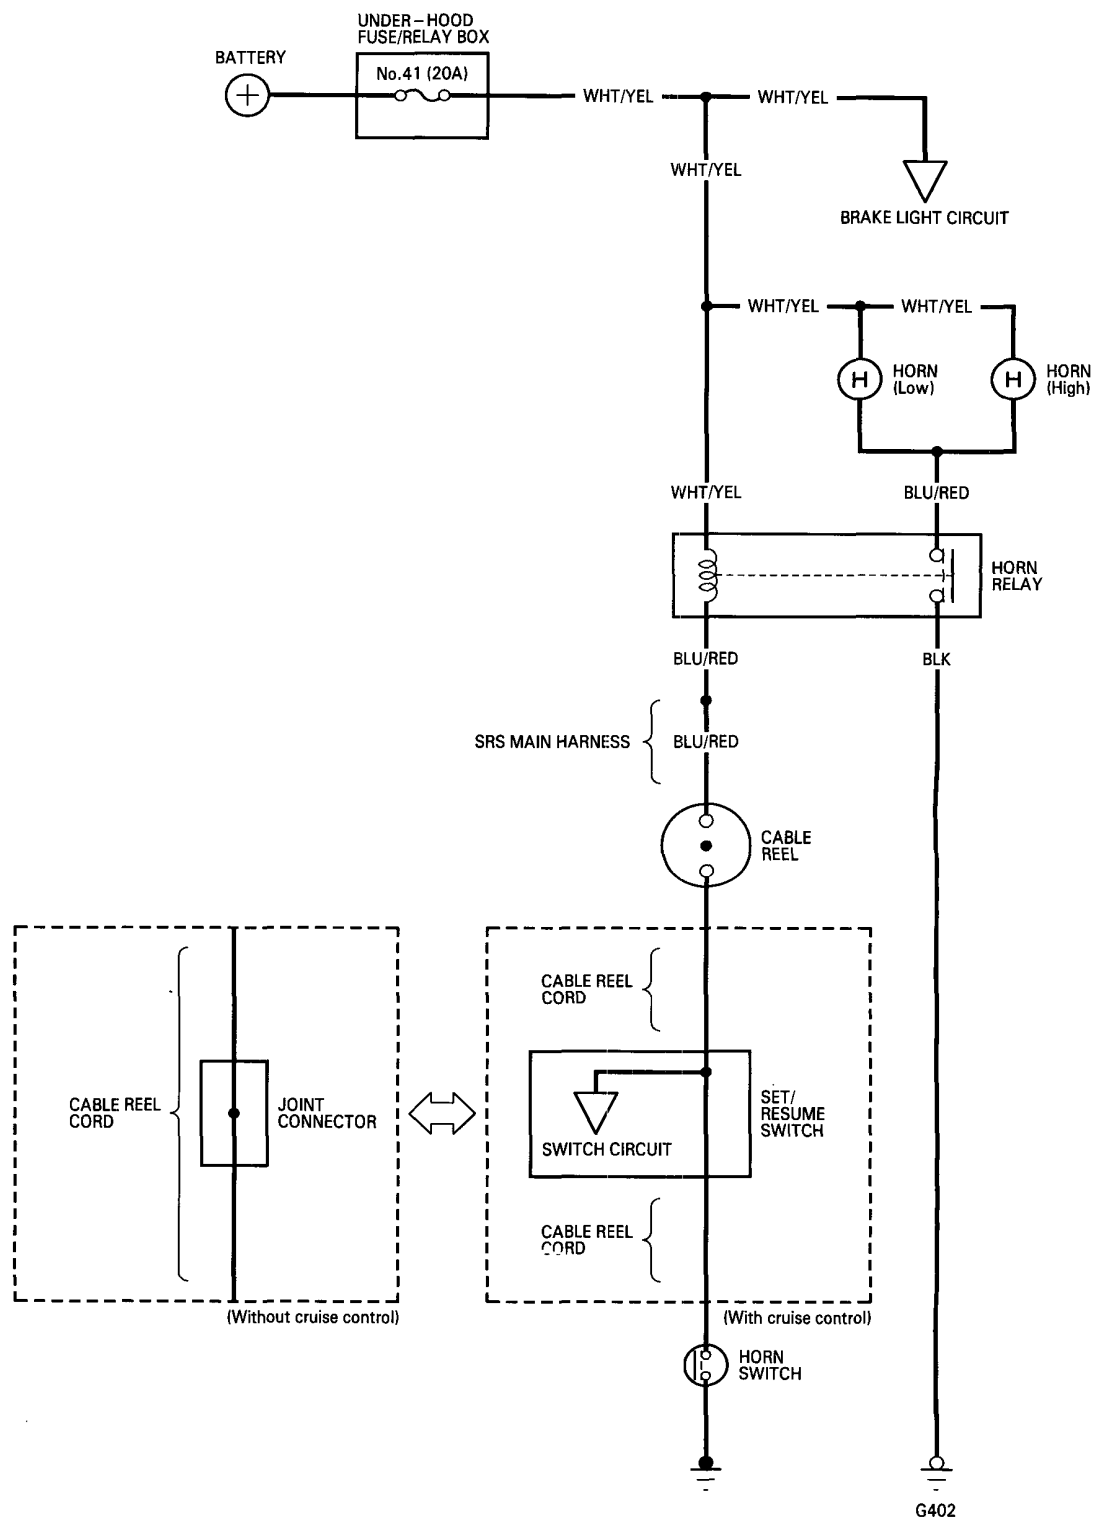 UNDER-HOOD
FUSE/RELAY BOX
BATTERY
No.41 (20A)
WHT/YEL
WHT/YEL
WHT/YEL
BRAKE LIGHT CIRCUIT
WHT/YEL
WHT/YEL
H
HORN
(Low)
H
HORN
(High)
WHT/YEL
BLU/RED
HORN
RELAY
BLU/RED
BLK
SRS MAIN HARNESS
BLU/RED
CABLE
REEL
CABLE REEL
CORD
CABLE REEL
CORD
JOINT
CONNECTOR
SET/
RESUME
SWITCH
SWITCH CIRCUIT
CABLE REEL
CORD
(Without cruise control)
(With cruise control)
HORN
SWITCH
G402